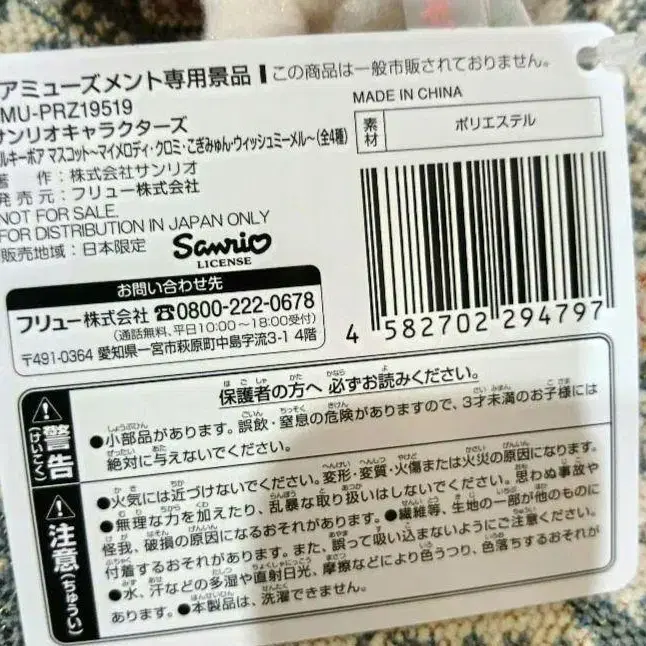 アミューズメント専用景品 この商品は一般市販されておりません。
MU-PRZ19519
サンリオキャラクターズ
ルキーボア マスコット~マイメロディ・クロミ・こぎみゅん・ウィッシュミーメル~(全4種)
著 作:株式会社サンリオ
発売元:フリュー株式会社
NOT FOR SALE.
FOR DISTRIBUTION IN JAPAN ONLY
販売地域:日本限定
Sanrio
LICENSE
MADE IN CHINA
素材 ポリエステル
4 582702 294797
お問い合わせ先
フリュー株式会社 ☎0800-222-0678
(通話無料、平日10:00~18:00受付)
〒491-0364 愛知県一宮市萩原町中島字流3-1 4階
保護者の方へ 必ずお読みください。
警告(けいこく)
●小部品があります。誤飲・窒息の危険がありますので、3才未満のお子様には
絶対に与えないでください。
注意(ちゅうい)
●火気には近づけないでください。変形・変質・火傷または火災の原因になります。
●無理な力を加えたり、乱暴な取り扱いはしないでください。思わぬ事故や
怪我、破損の原因になるおそれがあります。●繊維等、生地の一部が他のものに
付着するおそれがあります。また、誤って吸い込まないようにご注意ください。
●水、汗などの多湿や直射日光、摩擦などにより色うつり、色落ちするおそれが
あります。●本製品は、洗濯できません。